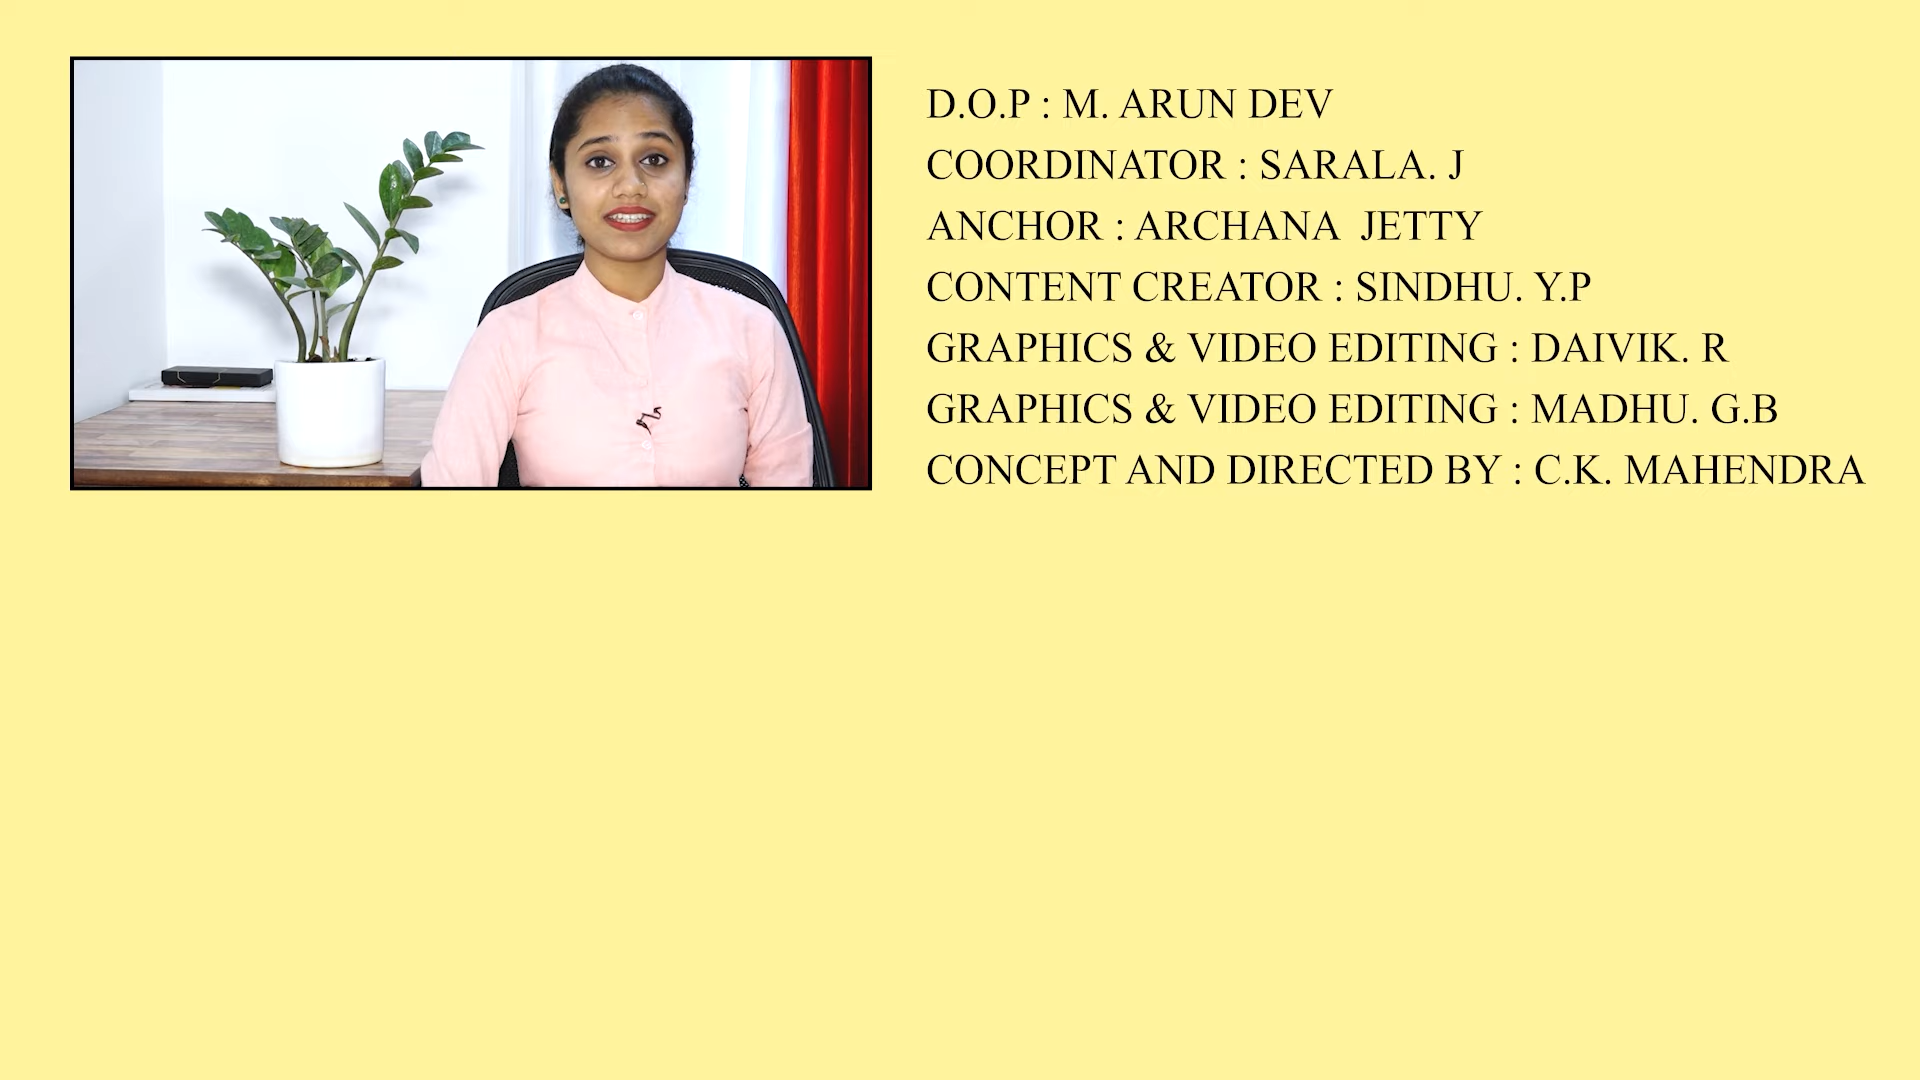 D.O.P : M. ARUN DEV
COORDINATOR : SARALA. J
ANCHOR : ARCHANA  JETTY
CONTENT CREATOR : SINDHU. Y.P
GRAPHICS & VIDEO EDITING : DAIVIK. R
GRAPHICS & VIDEO EDITING : MADHU. G.B
CONCEPT AND DIRECTED BY : C.K. MAHENDRA